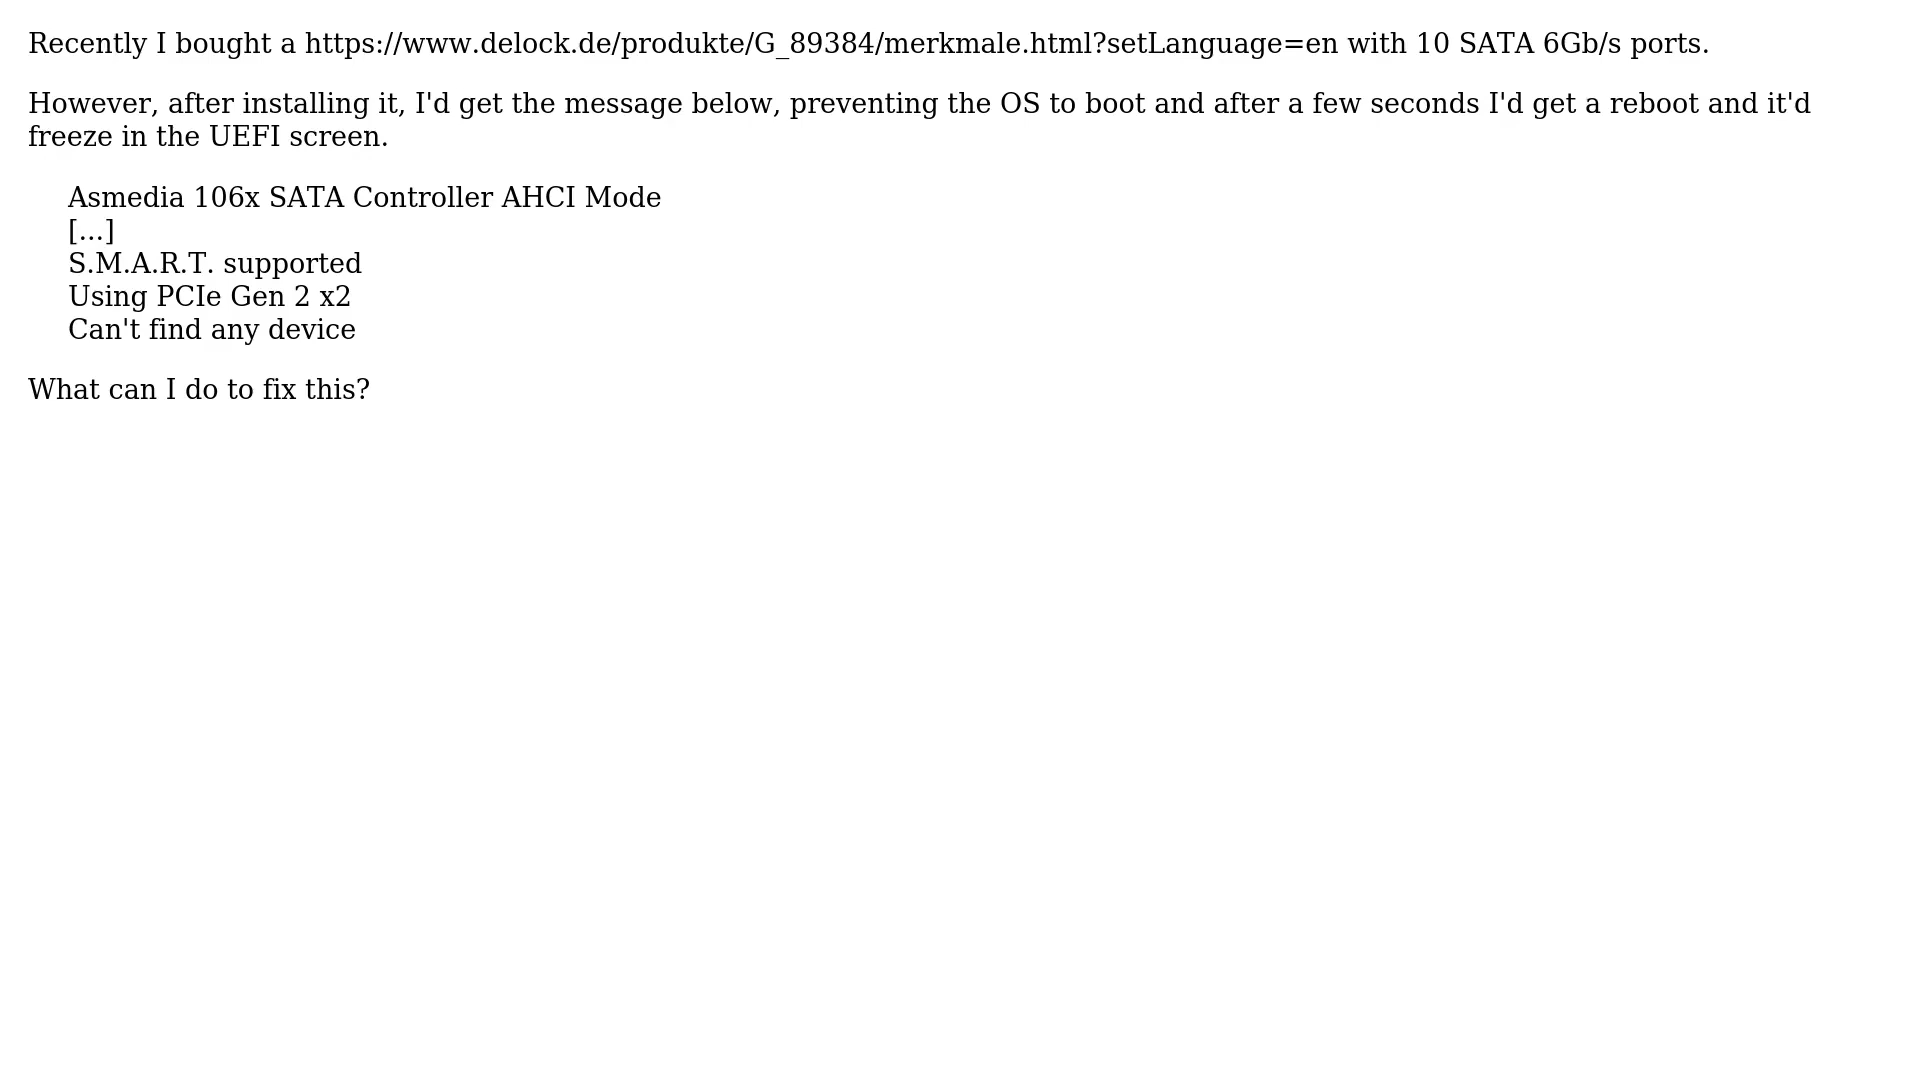 Recently I bought a https://www.delock.de/produkte/G_89384/merkmale.html?setLanguage=en with 10 SATA 6Gb/s ports.
However, after installing it, I'd get the message below, preventing the OS to boot and after a few seconds I'd get a reboot and it'd
freeze in the UEFI screen.
Asmedia 106x SATA Controller AHCI Mode
[...]
S.M.A.R.T. supported
Using PCIe Gen 2 x2
Can't find any device
What can I do to fix this?